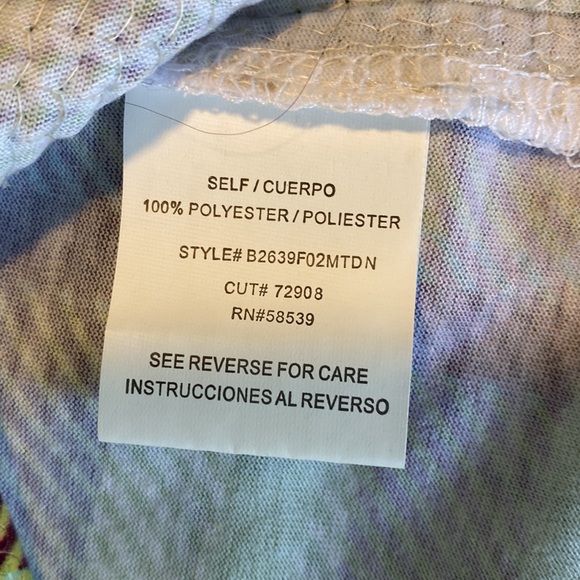 SELF / CUERPO
100% POLYESTER / POLIESTER
STYLE# B2639F02MTDN
CUT# 72908
RN#58539
SEE REVERSE FOR CARE
INSTRUCCIONES AL REVERSO